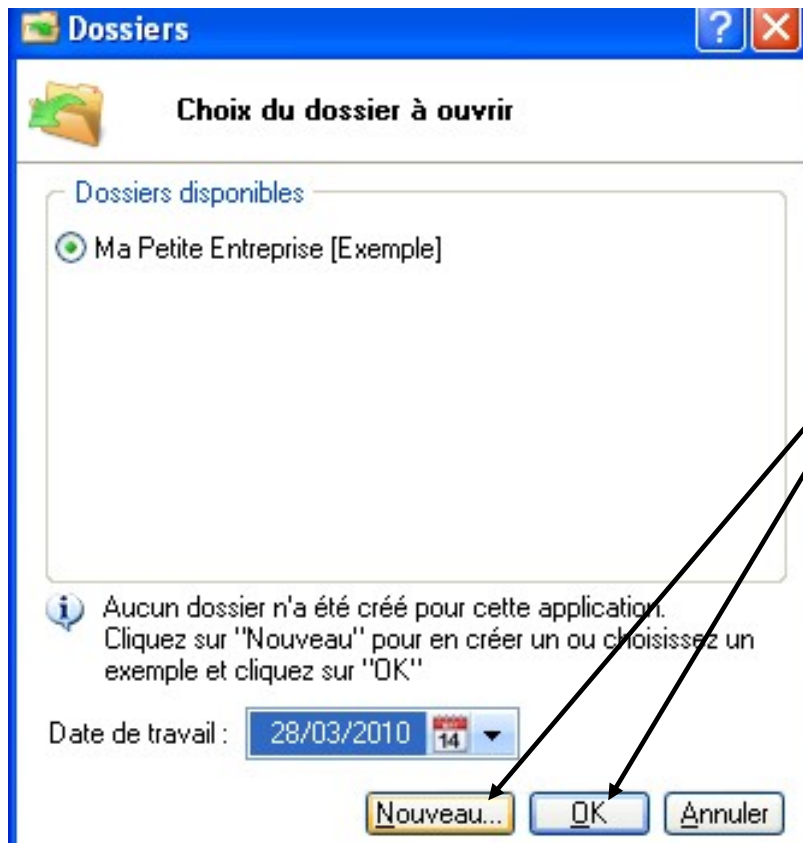 Dossiers
Choix du dossier à ouvrir
Dossiers disponibles
Ma Petite Entreprise [Exemple]
Aucun dossier n'a été créé pour cette application.
Cliquez sur "Nouveau" pour en créer un ou choisissez un
exemple et cliquez sur "OK"
Date de travail : 28/03/2010 14
Nouveau... OK Annuler